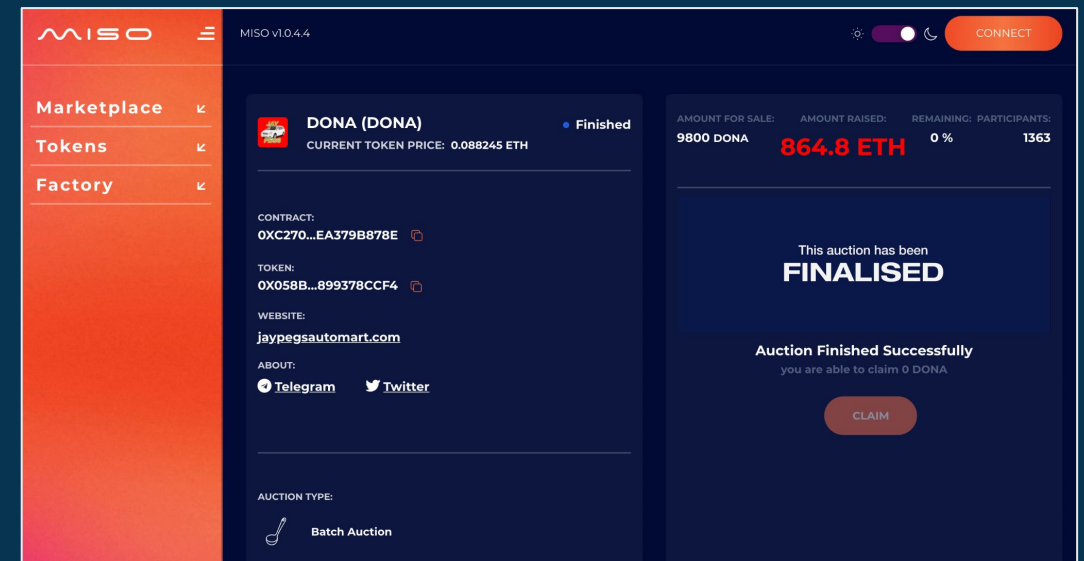 MISO
MISO v1.0.4.4
CONNECT
Marketplace
Tokens
Factory
DONA (DONA)
Finished
CURRENT TOKEN PRICE: 0.088245 ETH
CONTRACT:
0XC270...EA379B878E
TOKEN:
0X058B...899378CCF4
WEBSITE:
jaypegsautomart.com
ABOUT:
Telegram Twitter
AUCTION TYPE:
Batch Auction
AMOUNT FOR SALE: AMOUNT RAISED: REMAINING: PARTICIPANTS:
9800 DONA 864.8 ETH 0 % 1363
This auction has been
FINALISED
Auction Finished Successfully
you are able to claim 0 DONA
CLAIM